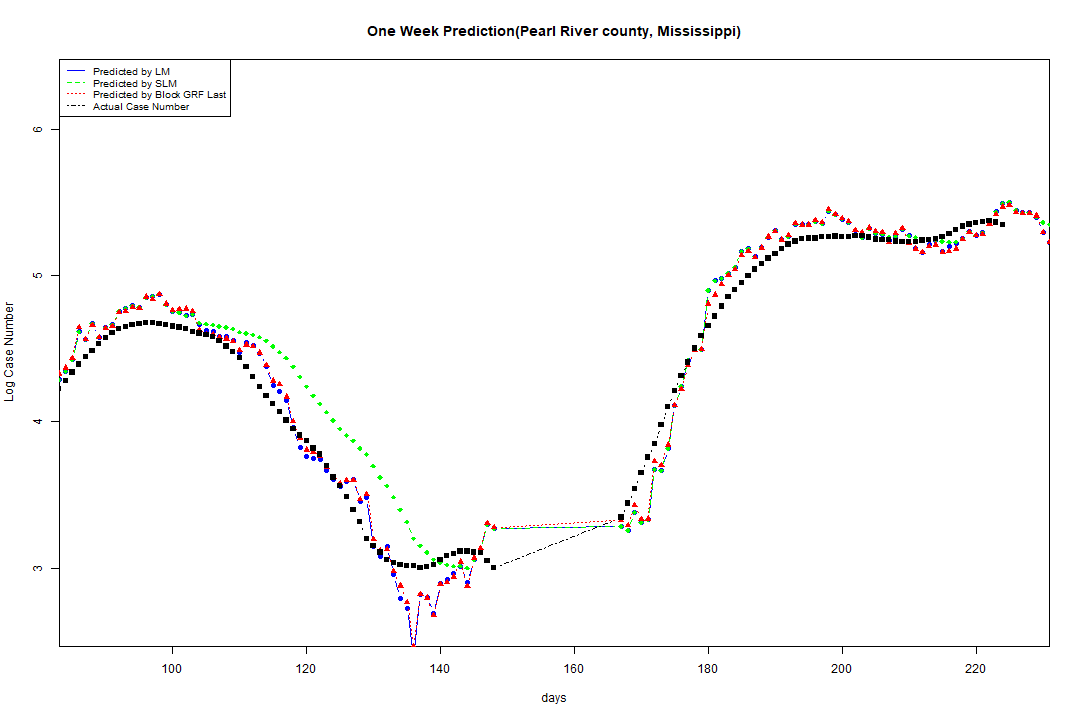 One Week Prediction(Pearl River county, Mississippi)
Predicted by LM
Predicted by SLM
Predicted by Block GRF Last
Actual Case Number
Log Case Number
6
5
4
3
100 120 140 160 180 200 220
days